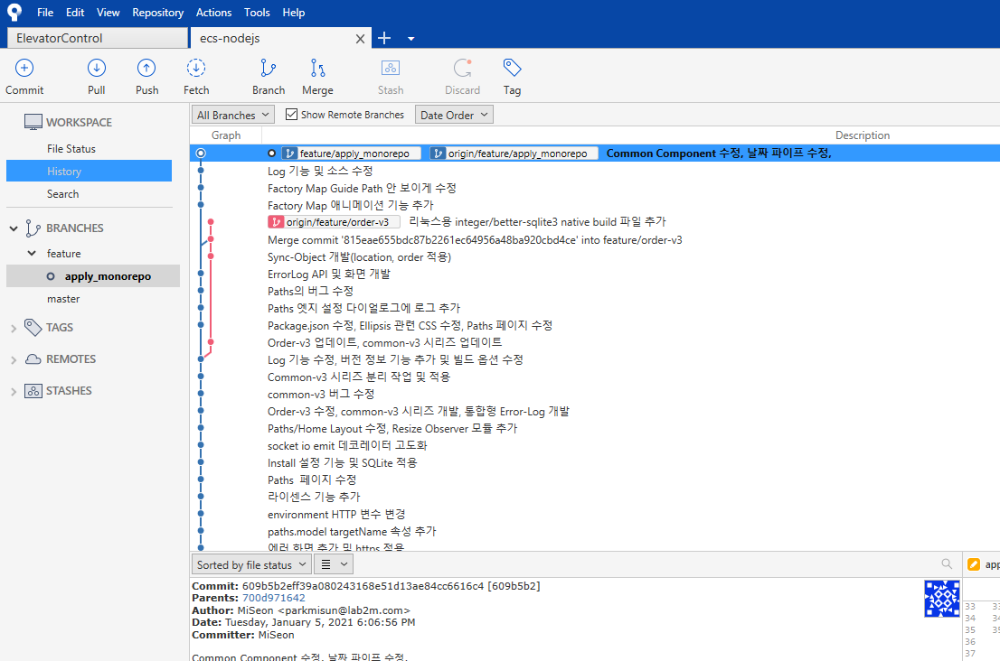 File Edit View Repository Actions Tools Help
ElevatorControl ecs-nodejs
Commit Pull Push Fetch Branch Merge Stash Discard Tag
All Branches Show Remote Branches Date Order
WORKSPACE
File Status
History
Search
BRANCHES
feature
apply_monorepo
master
TAGS
REMOTES
STASHES
Graph Description
feature/apply_monorepo origin/feature/apply_monorepo Common Component 수정, 날짜 파이프 수정,
Log 기능 및 소스 수정
Factory Map Guide Path 안 보이게 수정
Factory Map 애니메이션 기능 추가
origin/feature/order-v3 리눅스용 integer/better-sqlite3 native build 파일 추가
Merge commit '815eae655bdc87b2261ec64956a48ba920cbd4ce' into feature/order-v3
Sync-Object 개발(location, order 적용)
ErrorLog API 및 화면 개발
Paths의 버그 수정
Paths 엣지 설정 다이얼로그에 로그 추가
Package.json 수정, Ellipsis 관련 CSS 수정, Paths 페이지 수정
Order-v3 업데이트, common-v3 시리즈 업데이트
Log 기능 수정, 버전 정보 기능 추가 및 빌드 옵션 수정
Common-v3 시리즈 분리 작업 및 적용
common-v3 버그 수정
Order-v3 수정, common-v3 시리즈 개발, 통합형 Error-Log 개발
Paths/Home Layout 수정, Resize Observer 모듈 추가
socket io emit 데코레이터 고도화
Install 설정 기능 및 SQLite 적용
Paths 페이지 수정
라이센스 기능 추가
environment HTTP 변수 변경
paths.model targetName 속성 추가
에러 화면 추가 및 https 적용
Sorted by file status
app
Commit: 609b5b2eff39a080243168e51d13ae84cc6616c4 [609b5b2]
Parents: 700d971642
Author: MiSeon <parkmisun@lab2m.com>
Date: Tuesday, January 5, 2021 6:06:56 PM
Committer: MiSeon
Common Component 수정, 날짜 파이프 수정,
33 33
34 34
35 35
36
37